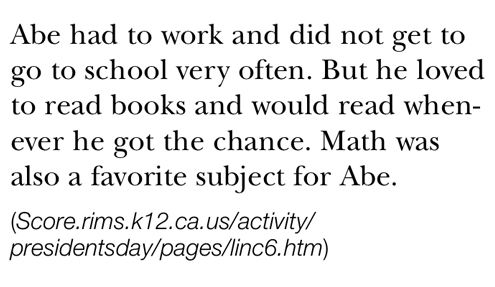 Abe had to work and did not get to
go to school very often. But he loved
to read books and would read when-
ever he got the chance. Math was
also a favorite subject for Abe.
(Score.rims.k12.ca.us/activity/
presidentsday/pages/linc6.htm)